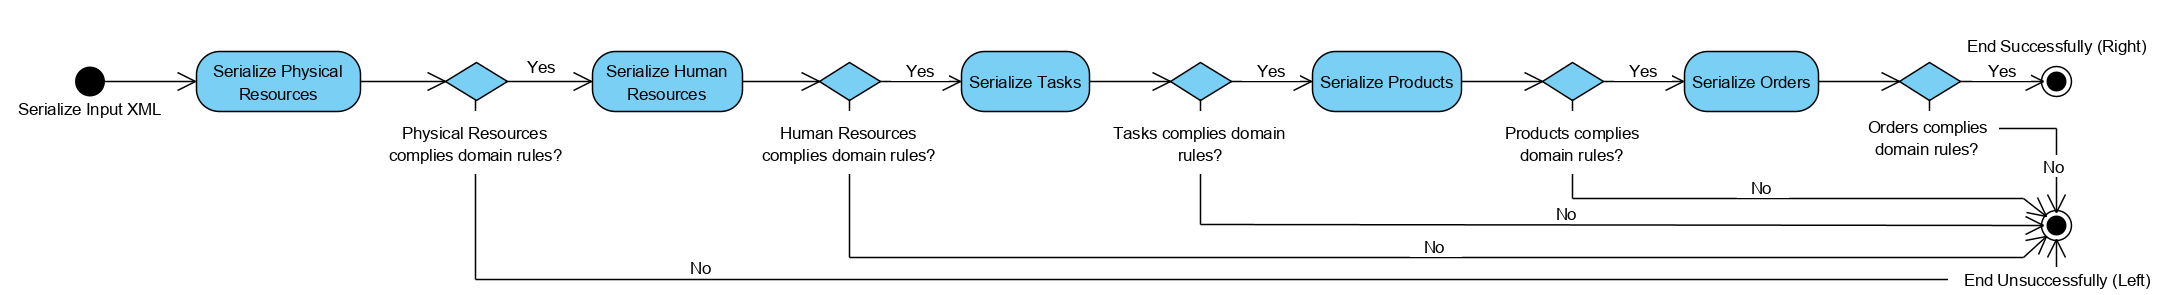 End Successfully (Right)
Serialize Input XML
Serialize Physical
Resources
Yes
Serialize Human
Resources
Yes
Serialize Tasks
Yes
Serialize Products
Yes
Serialize Orders
Yes
Physical Resources
complies domain rules?
Human Resources
complies domain rules?
Tasks complies domain
rules?
Products complies
domain rules?
Orders complies
domain rules?
No
No
No
No
No
End Unsuccessfully (Left)